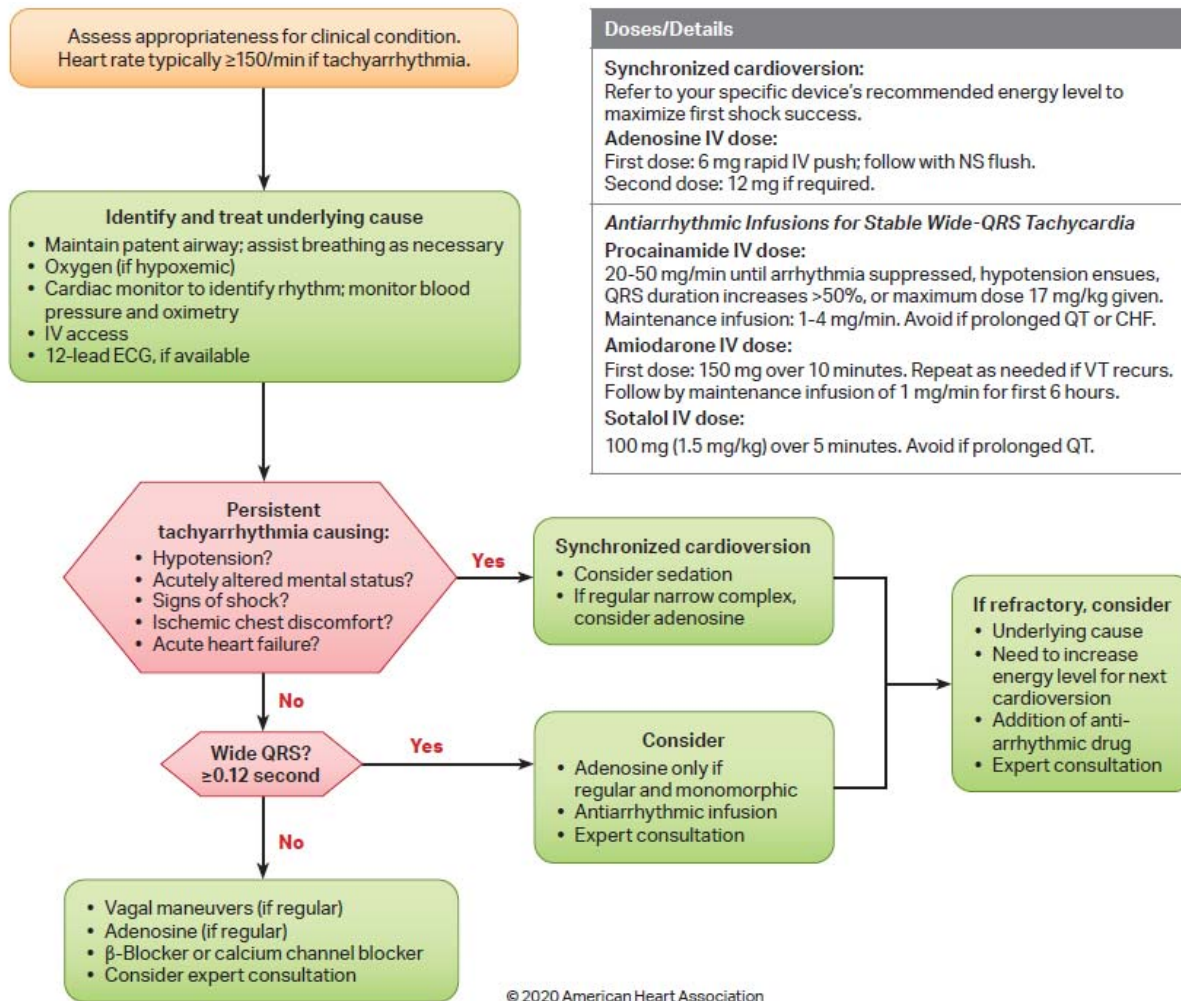 Assess appropriateness for clinical condition.
Heart rate typically ≥150/min if tachyarrhythmia.
Identify and treat underlying cause
• Maintain patent airway; assist breathing as necessary
• Oxygen (if hypoxemic)
• Cardiac monitor to identify rhythm; monitor blood
pressure and oximetry
• IV access
• 12-lead ECG, if available
Persistent
tachyarrhythmia causing:
• Hypotension?
• Acutely altered mental status?
• Signs of shock?
• Ischemic chest discomfort?
• Acute heart failure?
Yes
Synchronized cardioversion
• Consider sedation
• If regular narrow complex,
consider adenosine
No
Wide QRS?
≥0.12 second
Yes
Consider
• Adenosine only if
regular and monomorphic
• Antiarrhythmic infusion
• Expert consultation
If refractory, consider
• Underlying cause
• Need to increase
energy level for next
cardioversion
• Addition of anti-
arrhythmic drug
• Expert consultation
No
• Vagal maneuvers (if regular)
• Adenosine (if regular)
• β-Blocker or calcium channel blocker
• Consider expert consultation
Doses/Details
Synchronized cardioversion:
Refer to your specific device's recommended energy level to
maximize first shock success.
Adenosine IV dose:
First dose: 6 mg rapid IV push; follow with NS flush.
Second dose: 12 mg if required.
Antiarrhythmic Infusions for Stable Wide-QRS Tachycardia
Procainamide IV dose:
20-50 mg/min until arrhythmia suppressed, hypotension ensues,
QRS duration increases >50%, or maximum dose 17 mg/kg given.
Maintenance infusion: 1-4 mg/min. Avoid if prolonged QT or CHF.
Amiodarone IV dose:
First dose: 150 mg over 10 minutes. Repeat as needed if VT recurs.
Follow by maintenance infusion of 1 mg/min for first 6 hours.
Sotalol IV dose:
100 mg (1.5 mg/kg) over 5 minutes. Avoid if prolonged QT.
© 2020 American Heart Association